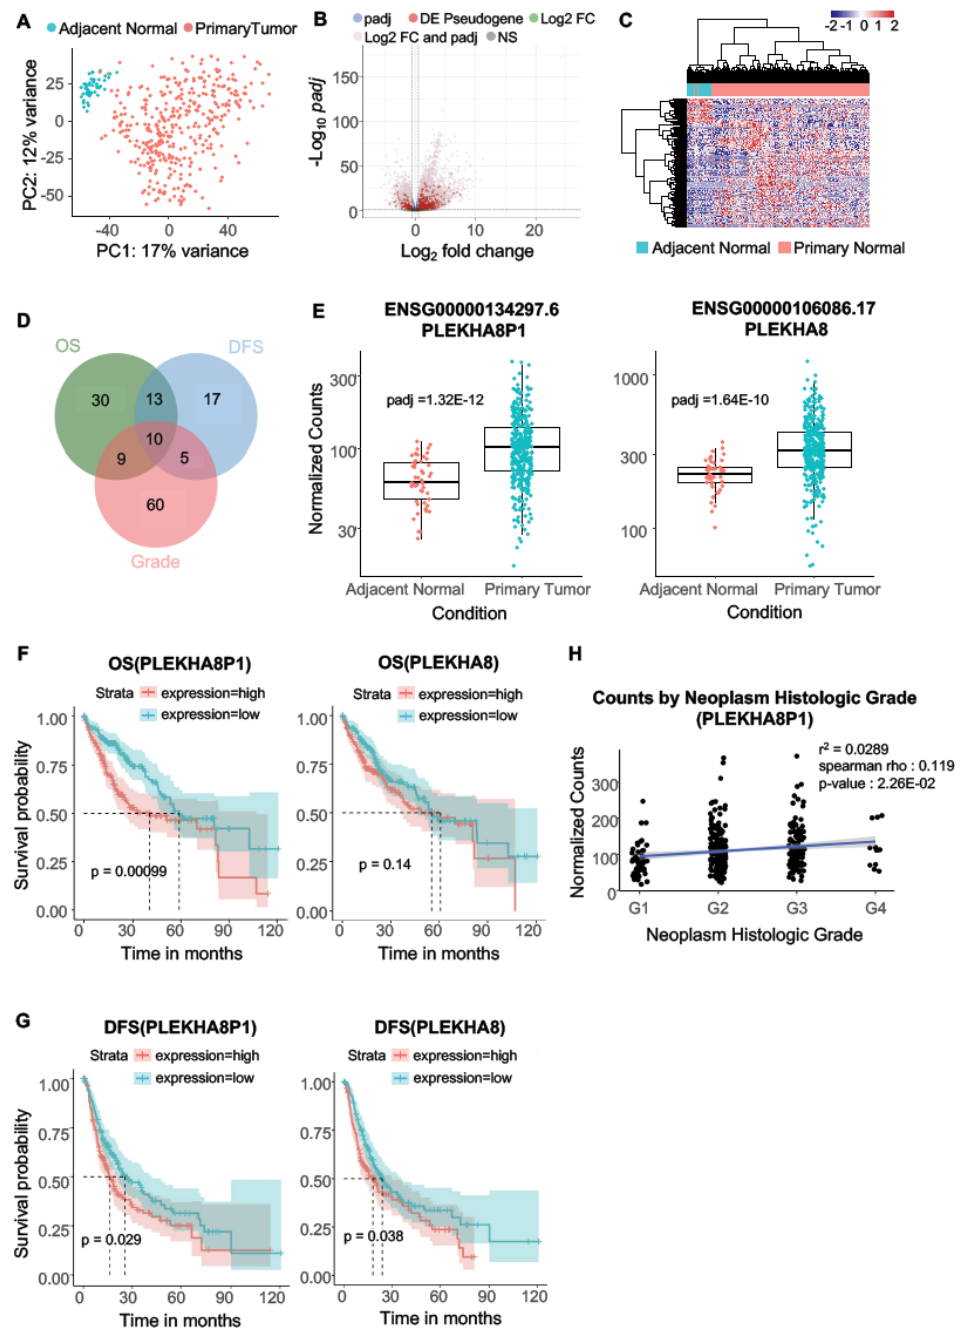 A
Adjacent Normal
PrimaryTumor
PC2: 12% variance
25
0
-25
-50
-40
0
40
PC1: 17% variance
B
padj
DE Pseudogene
Log2 FC
Log2 FC and padj
NS
-Log10 padj
150
100
50
0
0
10
20
Log2 fold change
C
-2 -1 0 1 2
Adjacent Normal
Primary Normal
D
OS
DFS
30
13
17
10
9
5
60
Grade
E
ENSG00000134297.6
PLEKHA8P1
Normalized Counts
300
100
30
padj =1.32E-12
Adjacent Normal
Primary Tumor
Condition
ENSG00000106086.17
PLEKHA8
1000
300
100
padj =1.64E-10
Adjacent Normal
Primary Tumor
Condition
F
OS(PLEKHA8P1)
Strata
expression=high
expression=low
Survival probability
1.00
0.75
0.50
0.25
0.00
p = 0.00099
0 30 60 90 120
Time in months
OS(PLEKHA8)
Strata
expression=high
expression=low
1.00
0.75
0.50
0.25
0.00
p = 0.14
0 30 60 90 120
Time in months
H
Counts by Neoplasm Histologic Grade
(PLEKHA8P1)
r2 = 0.0289
spearman rho : 0.119
p-value : 2.26E-02
Normalized Counts
300
200
100
0
G1 G2 G3 G4
Neoplasm Histologic Grade
G
DFS(PLEKHA8P1)
Strata
expression=high
expression=low
Survival probability
1.00
0.75
0.50
0.25
0.00
p = 0.029
0 30 60 90 120
Time in months
DFS(PLEKHA8)
Strata
expression=high
expression=low
1.00
0.75
0.50
0.25
0.00
p = 0.038
0 30 60 90 120
Time in months